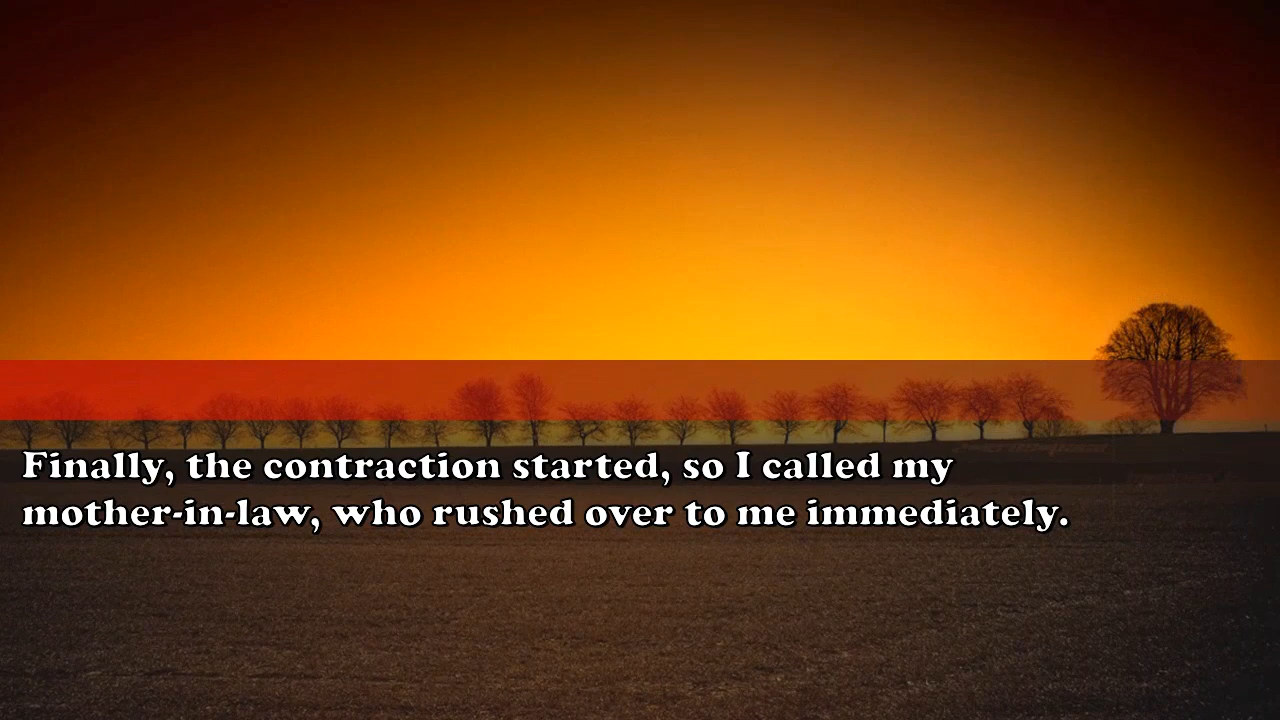 Finally, the contraction started, so I called my
mother-in-law, who rushed over to me immediately.